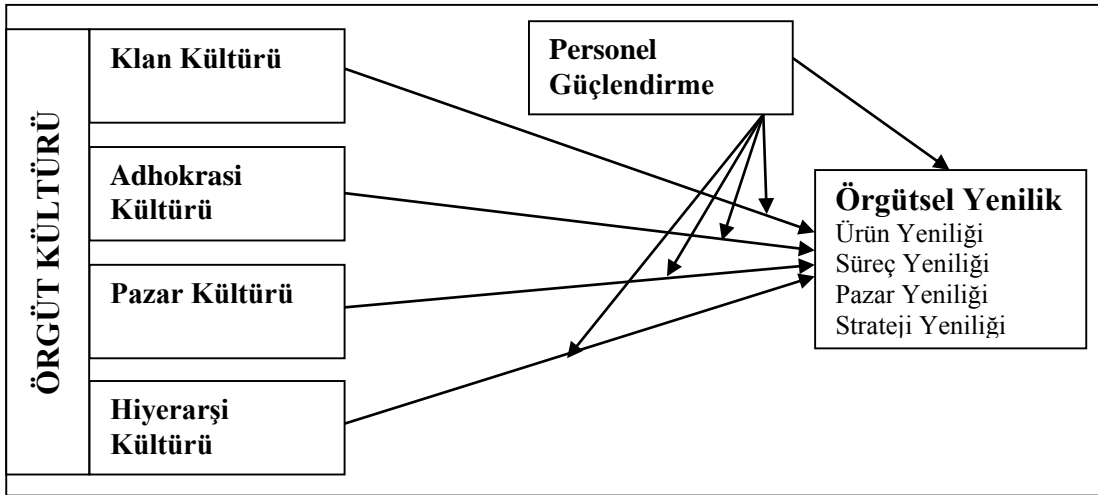 ÖRGÜT KÜLTÜRÜ
Klan Kültürü
Adhokrasi
Kültürü
Pazar Kültürü
Hiyerarşi
Kültürü
Personel
Güçlendirme
Örgütsel Yenilik
Ürün Yeniliği
Süreç Yeniliği
Pazar Yeniliği
Strateji Yeniliği